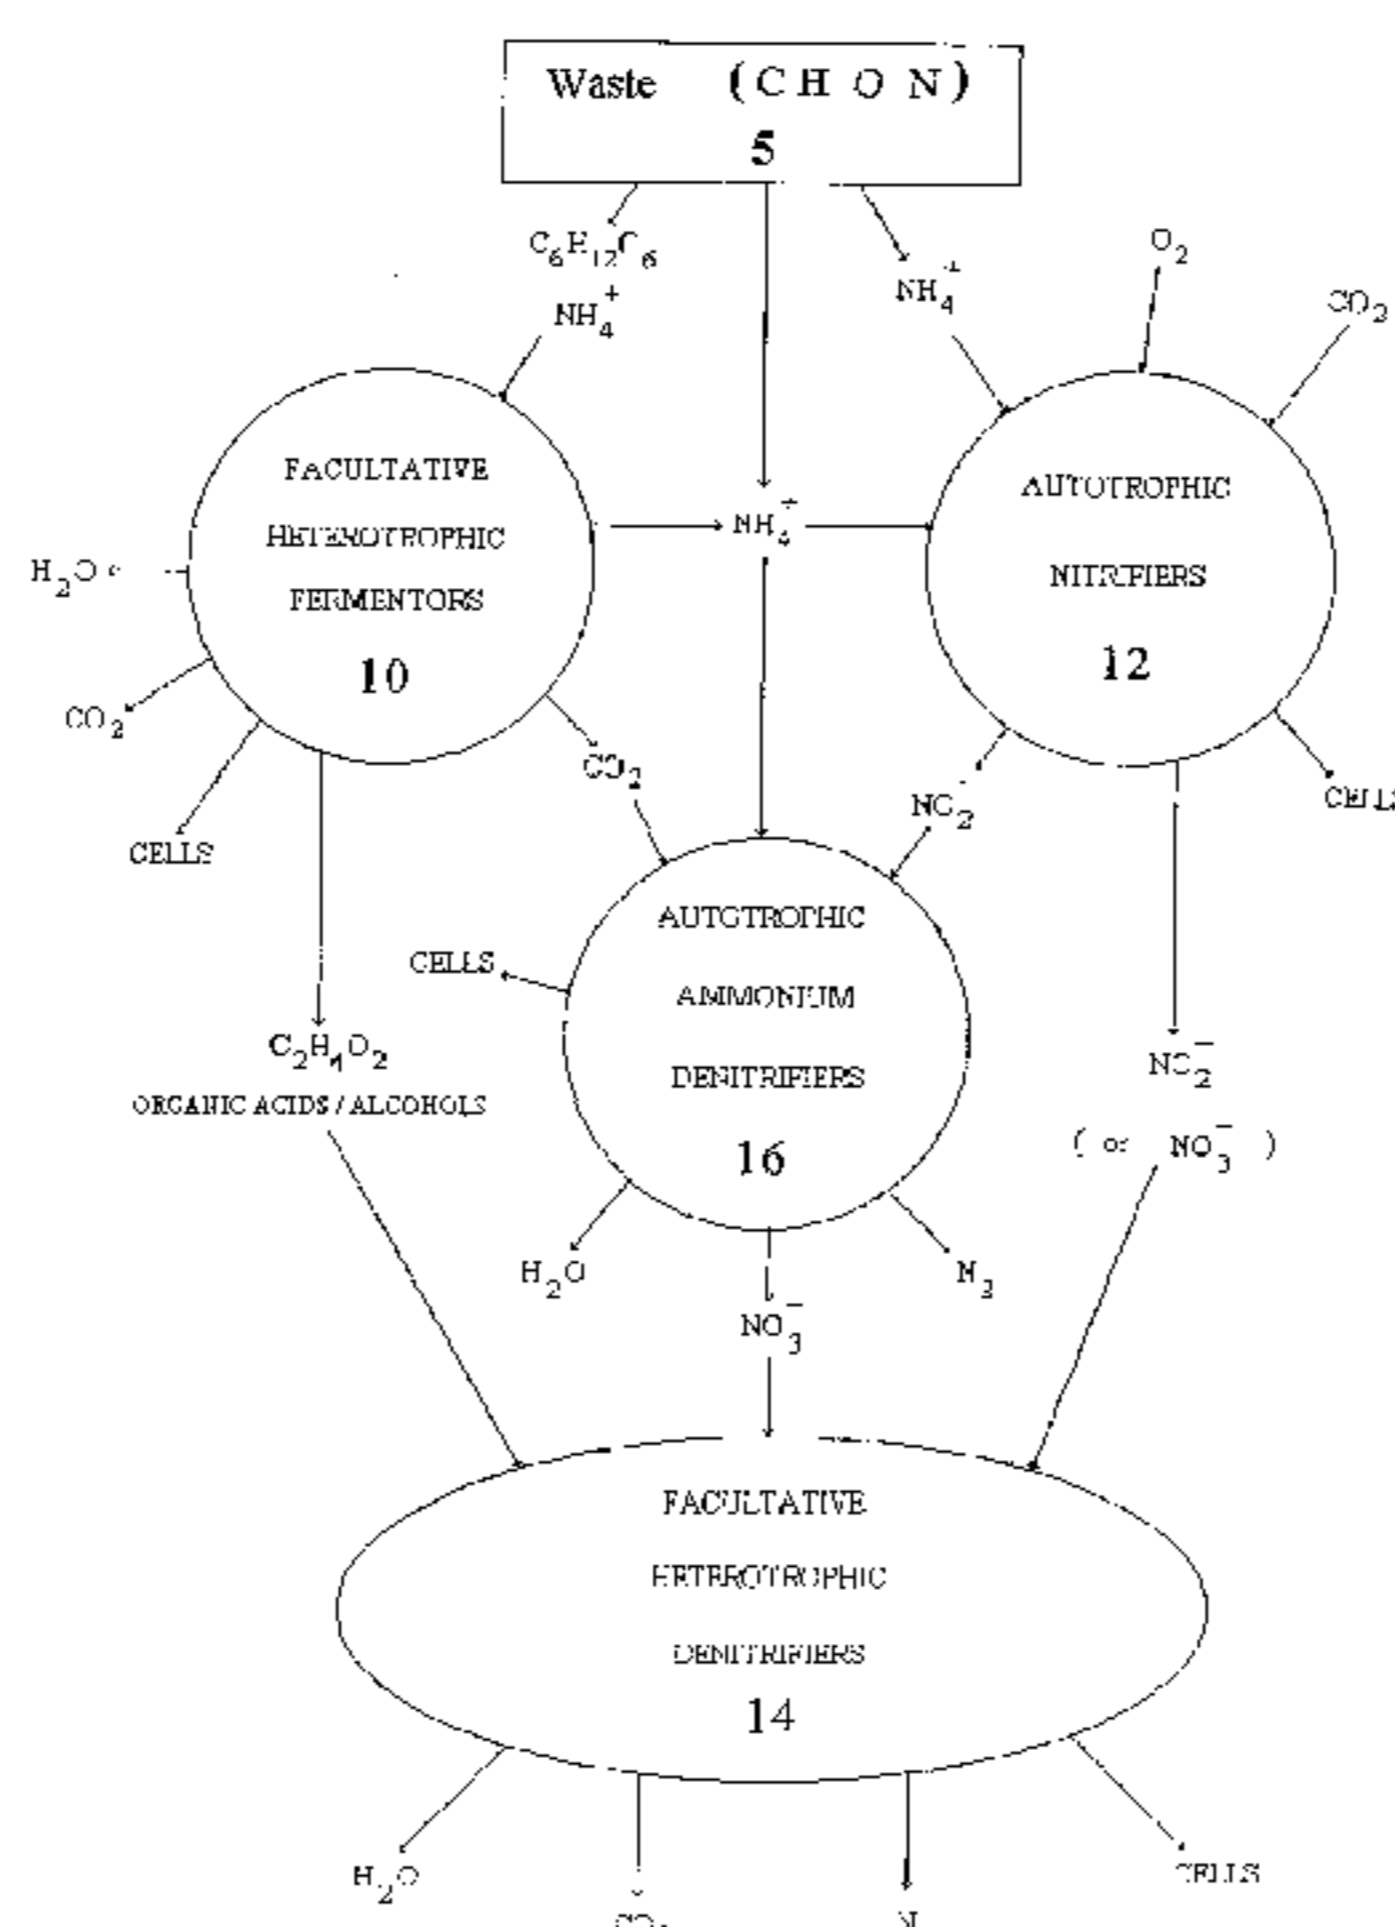 Waste (CHON)
5
C₆H₁₂O₆
NH₄⁺
NH₄⁺
O₂
CO₂
FACULTATIVE
HETEROTROPHIC
FERMENTORS
10
NH₄⁺
AUTOTROPHIC
NITRIFIERS
12
H₂O
CO₂
CELLS
CO₂
NO₂⁻
CELLS
AUTOTROPHIC
AMMONIUM
DENITRIFIERS
16
CELLS
C₂H₄O₂
ORGANIC ACIDS / ALCOHOLS
NO₂⁻
( or NO₃⁻ )
H₂O
N₂
NO₃⁻
FACULTATIVE
HETEROTROPHIC
DENITRIFIERS
14
H₂O
CELLS